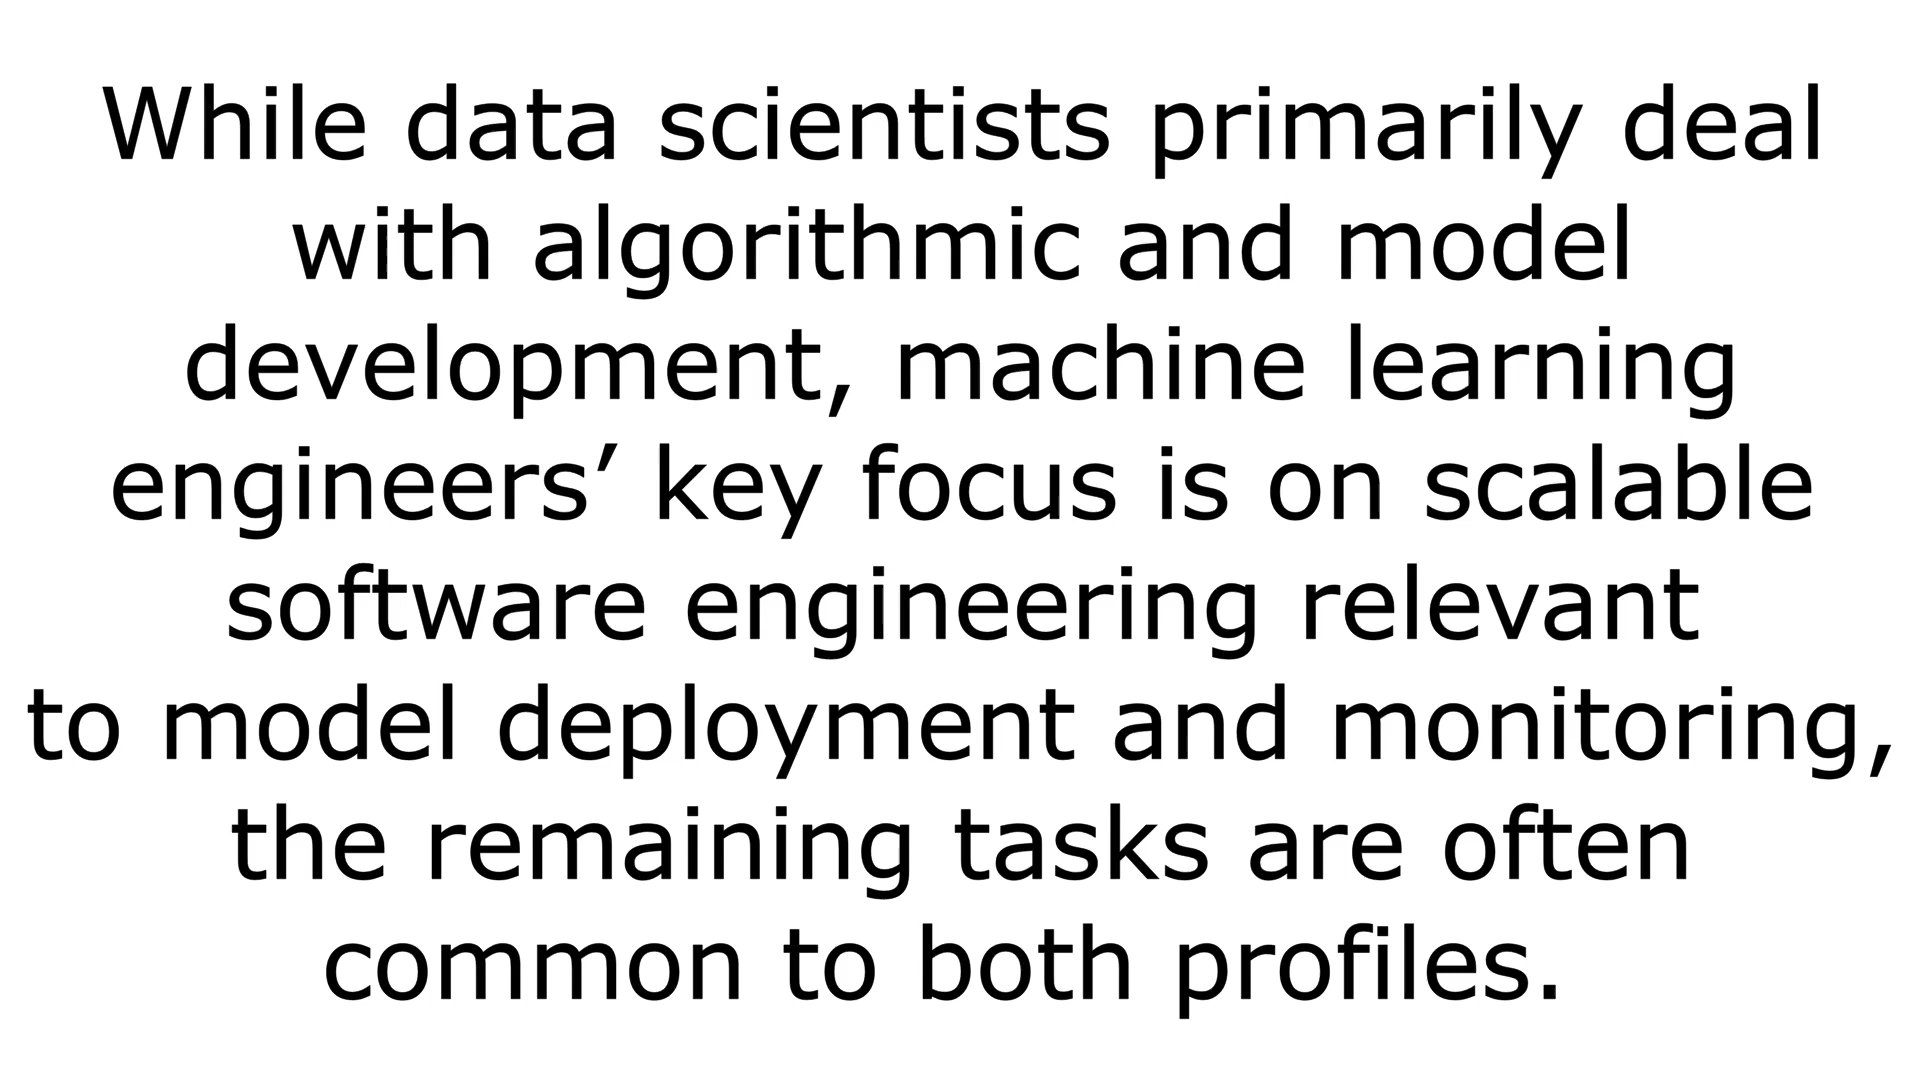 While data scientists primarily deal
with algorithmic and model
development, machine learning
engineers’ key focus is on scalable
software engineering relevant
to model deployment and monitoring,
the remaining tasks are often
common to both profiles.